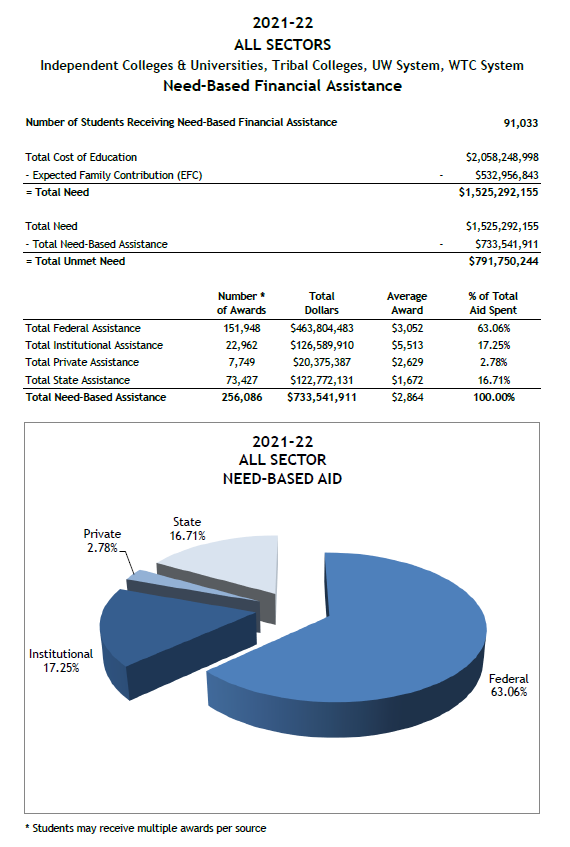 2021-22
ALL SECTORS
Independent Colleges & Universities, Tribal Colleges, UW System, WTC System
Need-Based Financial Assistance
Number of Students Receiving Need-Based Financial Assistance 91,033
Total Cost of Education $2,058,248,998
- Expected Family Contribution (EFC) - $532,956,843
= Total Need $1,525,292,155
Total Need $1,525,292,155
- Total Need-Based Assistance - $733,541,911
= Total Unmet Need $791,750,244
Number * Total Average % of Total
of Awards Dollars Award Aid Spent
Total Federal Assistance 151,948 $463,804,483 $3,052 63.06%
Total Institutional Assistance 22,962 $126,589,910 $5,513 17.25%
Total Private Assistance 7,749 $20,375,387 $2,629 2.78%
Total State Assistance 73,427 $122,772,131 $1,672 16.71%
Total Need-Based Assistance 256,086 $733,541,911 $2,864 100.00%
2021-22
ALL SECTOR
NEED-BASED AID
State
16.71%
Private
2.78%
Institutional
17.25%
Federal
63.06%
* Students may receive multiple awards per source